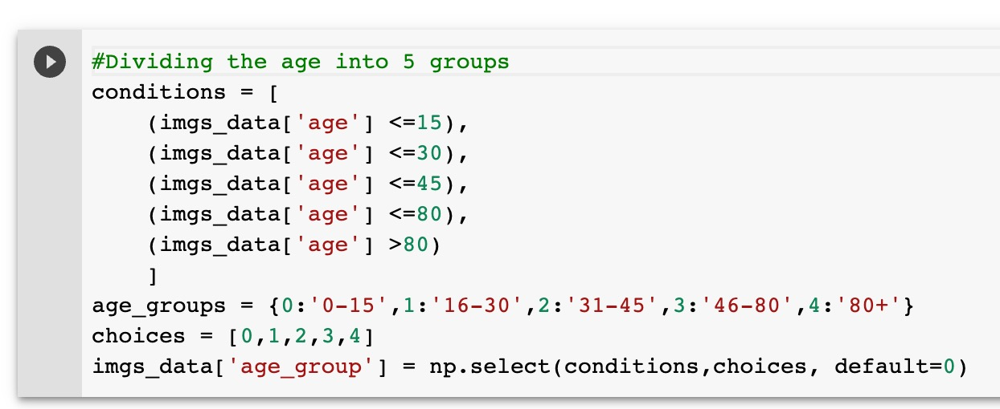 #Dividing the age into 5 groups
conditions = [
    (imgs_data['age'] <=15),
    (imgs_data['age'] <=30),
    (imgs_data['age'] <=45),
    (imgs_data['age'] <=80),
    (imgs_data['age'] >80)
    ]
age_groups = {0:'0-15',1:'16-30',2:'31-45',3:'46-80',4:'80+'}
choices = [0,1,2,3,4]
imgs_data['age_group'] = np.select(conditions,choices, default=0)